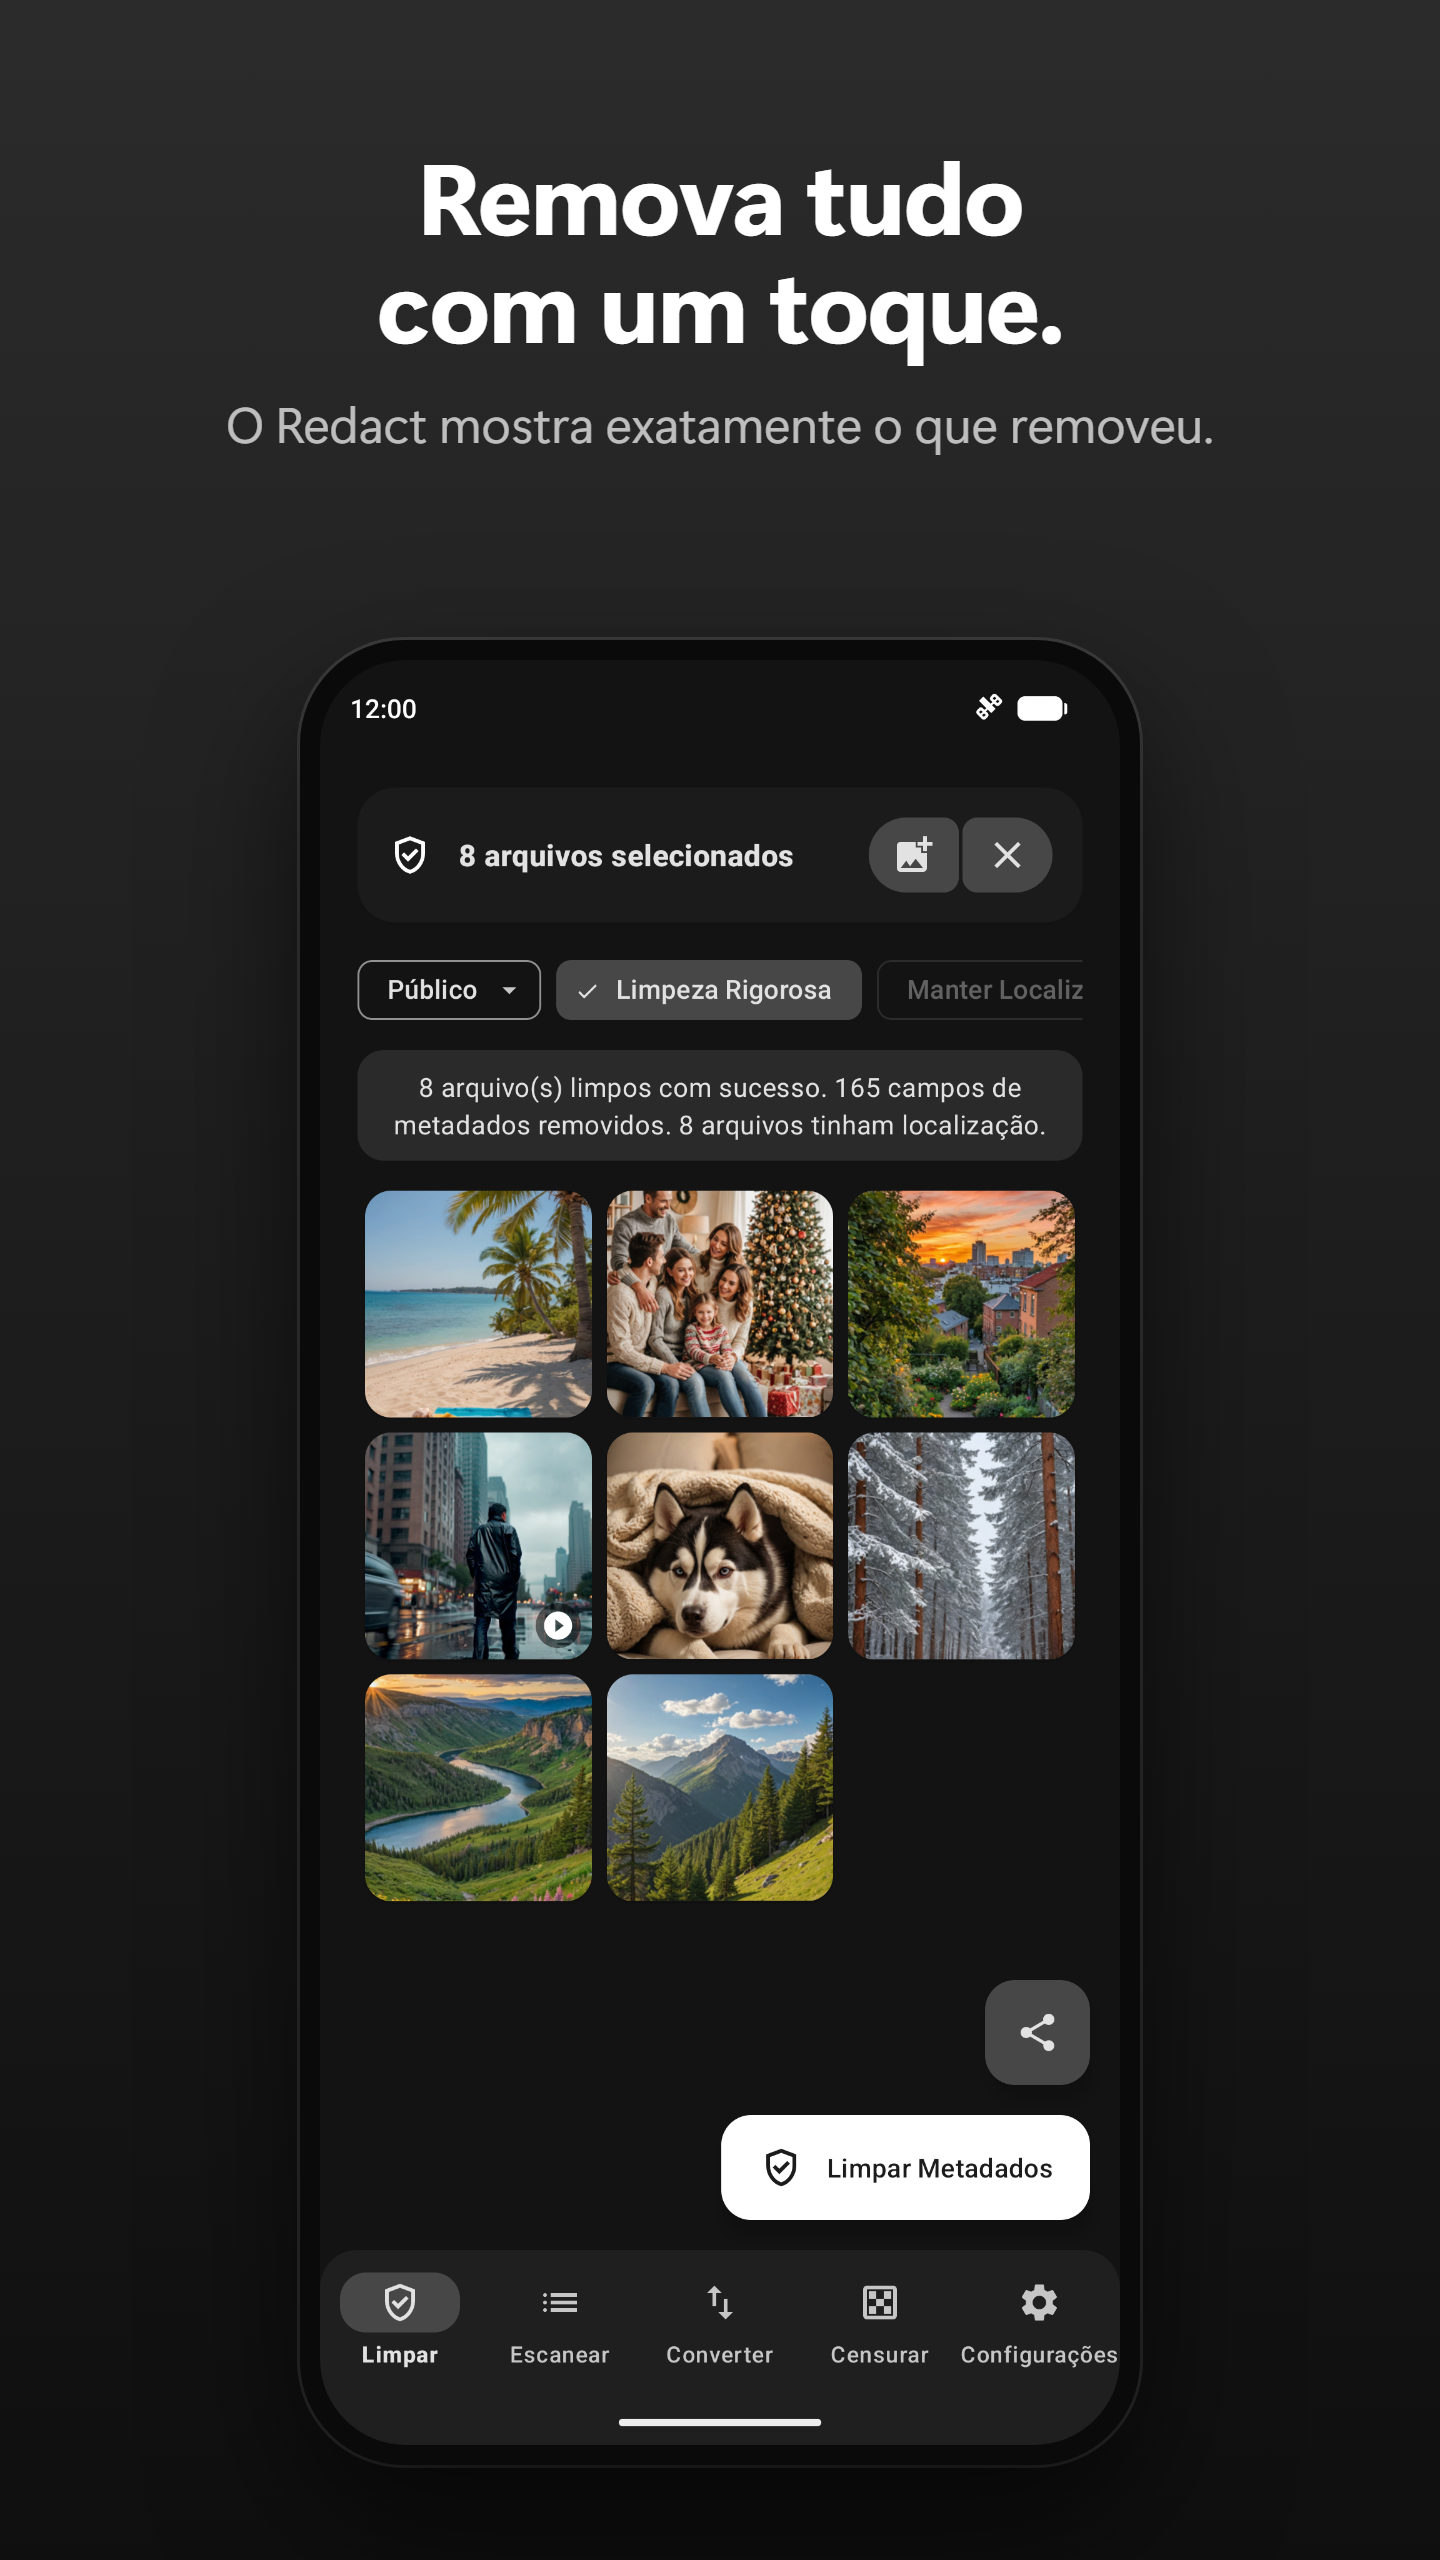 Remova tudo
com um toque.
O Redact mostra exatamente o que removeu.
12:00
8 arquivos selecionados
Público
Limpeza Rigorosa
Manter Localiz
8 arquivo(s) limpos com sucesso. 165 campos de
metadados removidos. 8 arquivos tinham localização.
Limpar Metadados
Limpar
Escanear
Converter
Censurar
Configurações